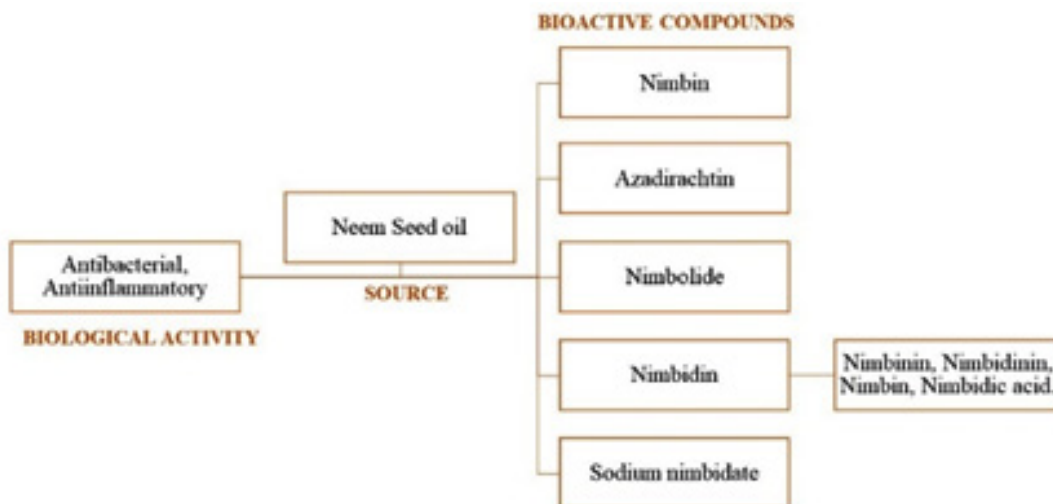 BIOACTIVE COMPOUNDS
Nimbin
Azadirachtin
Neem Seed oil
Antibacterial,
Antiinflammatory
SOURCE
Nimbolide
BIOLOGICAL ACTIVITY
Nimbidin
Nimbinin, Nimbidinin,
Nimbin, Nimbidic acid.
Sodium nimbidate